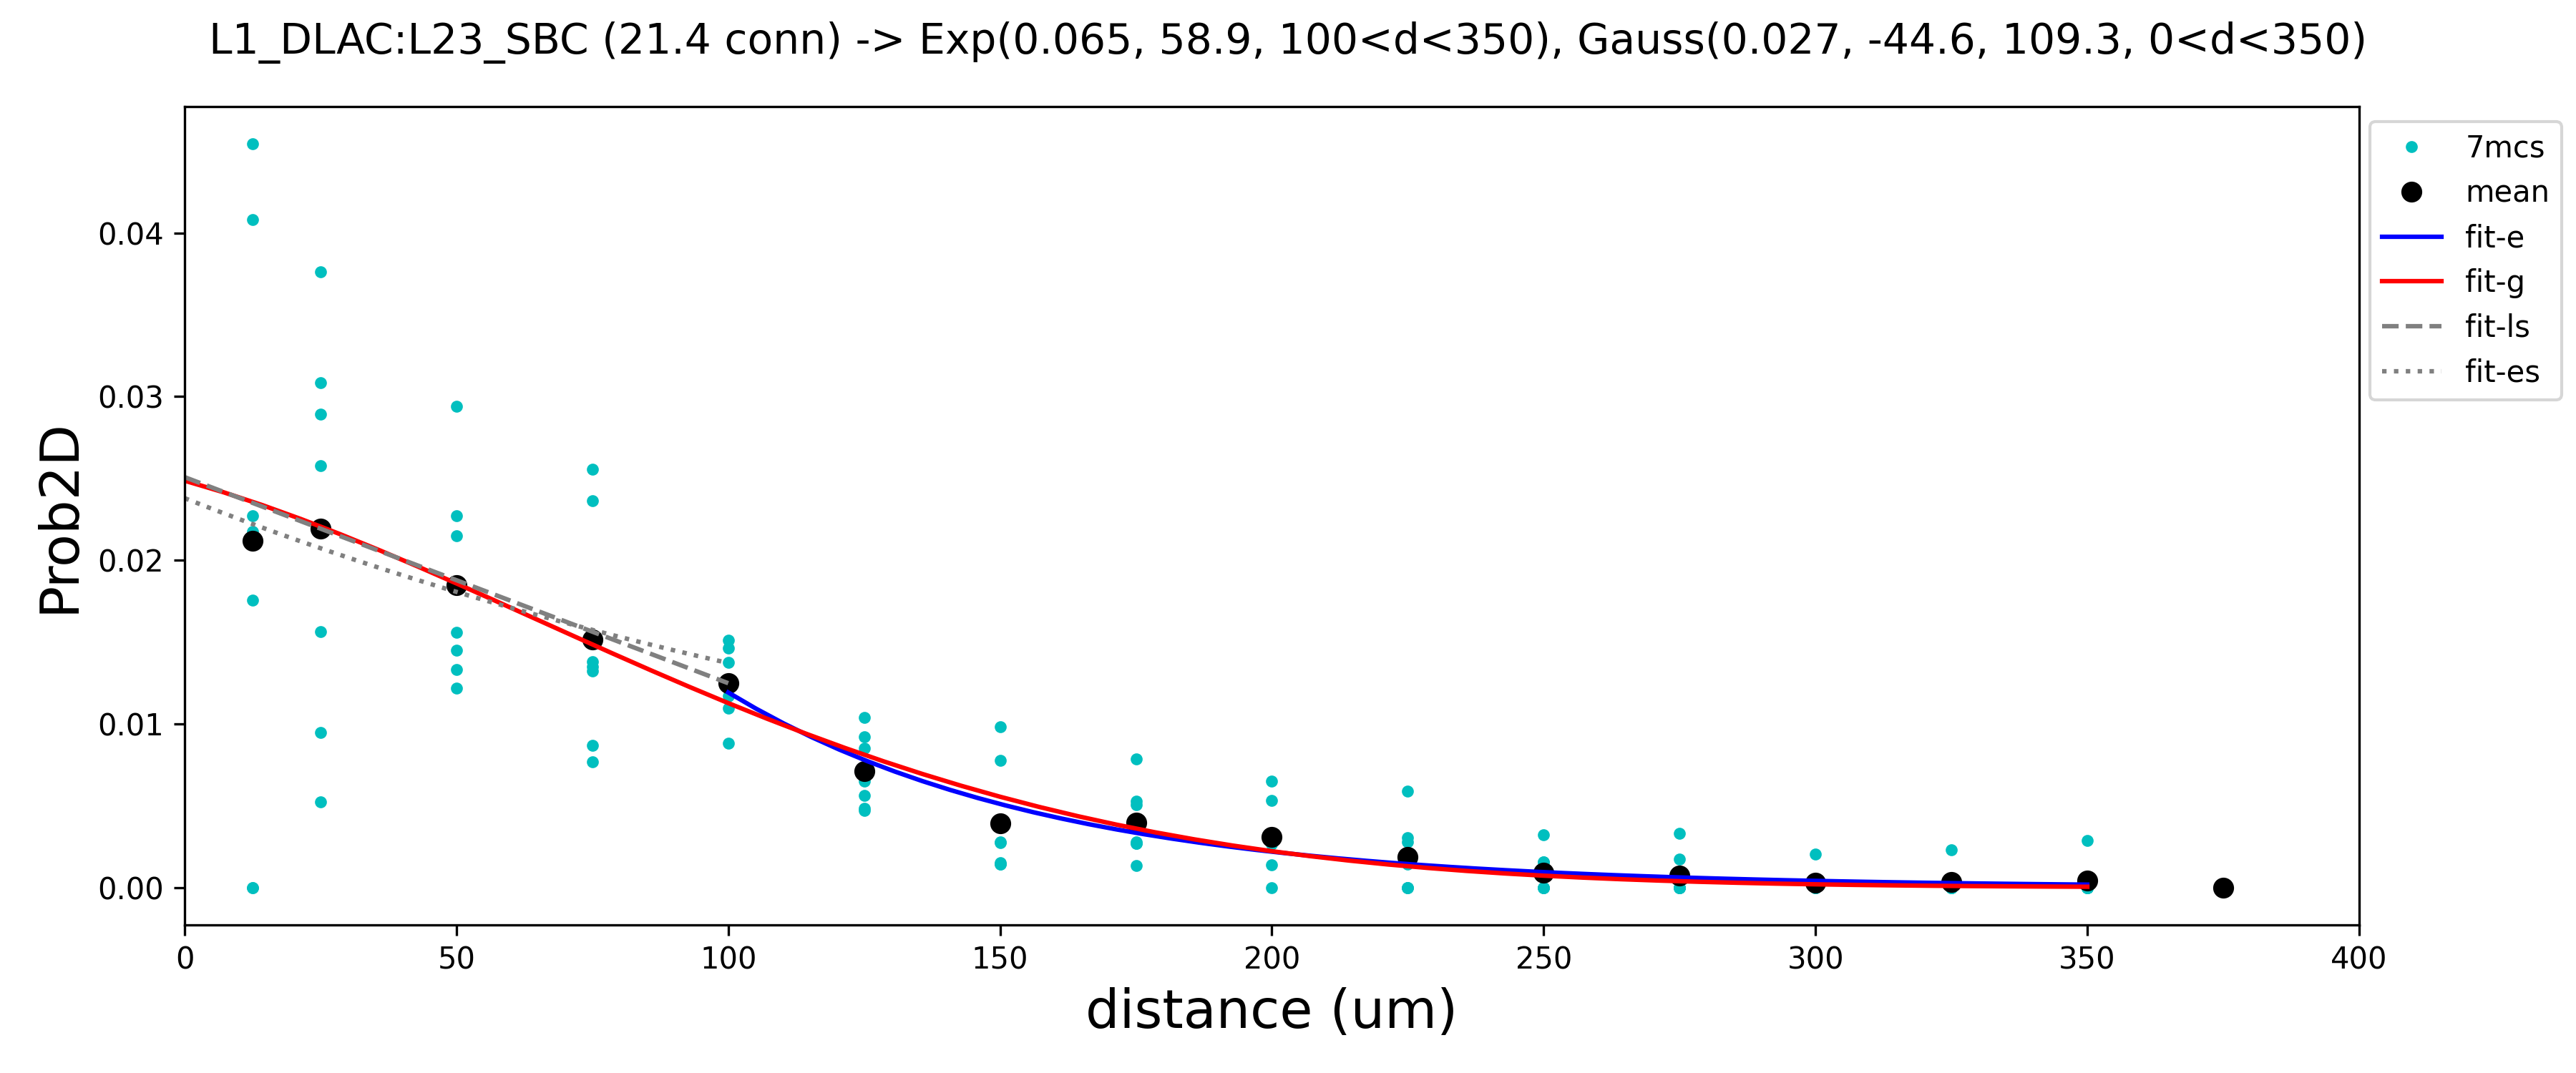 L1_DLAC:L23_SBC (21.4 conn) -> Exp(0.065, 58.9, 100<d<350), Gauss(0.027, -44.6, 109.3, 0<d<350)
7mcs
mean
fit-e
fit-g
fit-ls
fit-es
Prob2D
0.04
0.03
0.02
0.01
0.00
0 50 100 150 200 250 300 350 400
distance (um)